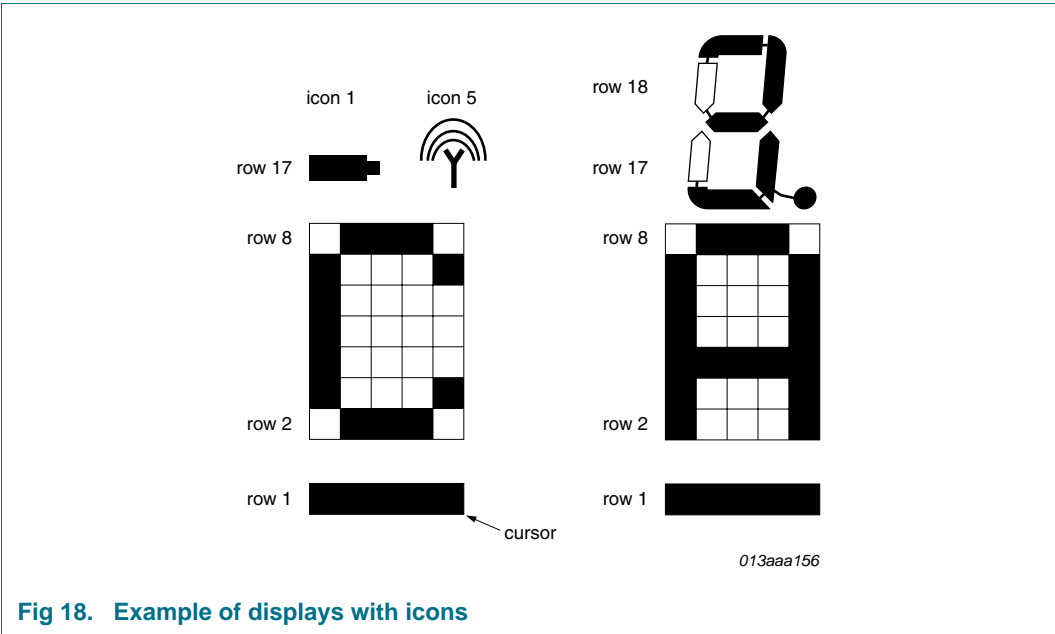 icon 1
icon 5
row 17
row 8
row 2
row 1
cursor
row 18
row 17
row 8
row 2
row 1
013aaa156
Fig 18. Example of displays with icons